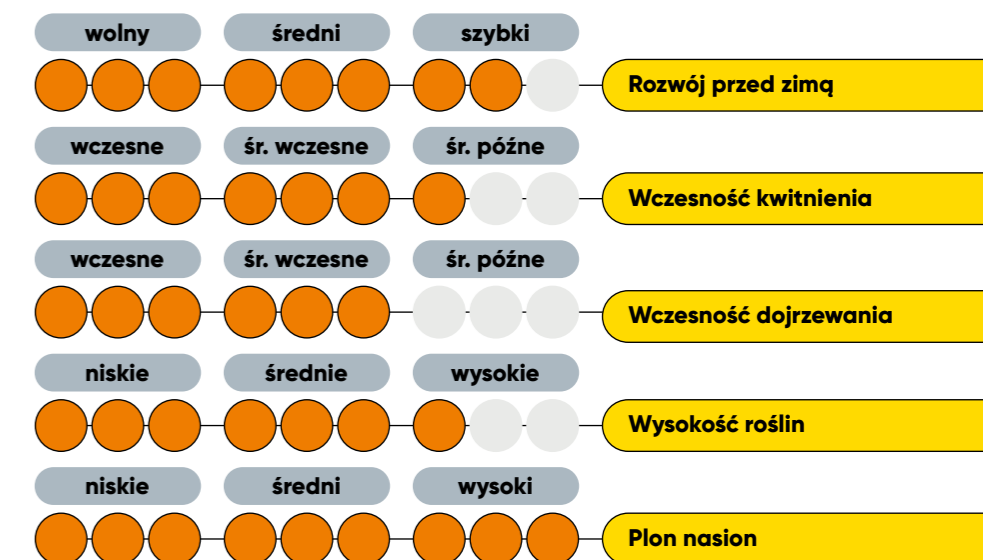 wolny średni szybki
Rozwój przed zimą
wczesne śr. wczesne śr. późne
Wczesność kwitnienia
wczesne śr. wczesne śr. późne
Wczesność dojrzewania
niskie średnie wysokie
Wysokość roślin
niskie średni wysoki
Plon nasion